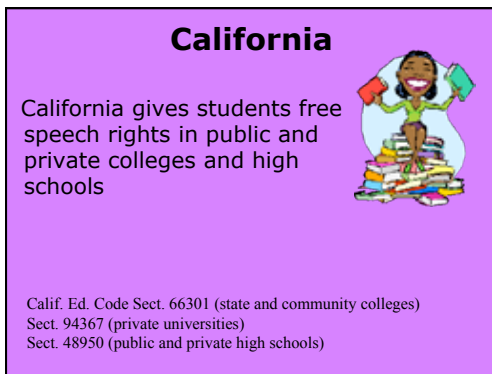 California
California gives students free
speech rights in public and
private colleges and high
schools
Calif. Ed. Code Sect. 66301 (state and community colleges)
Sect. 94367 (private universities)
Sect. 48950 (public and private high schools)